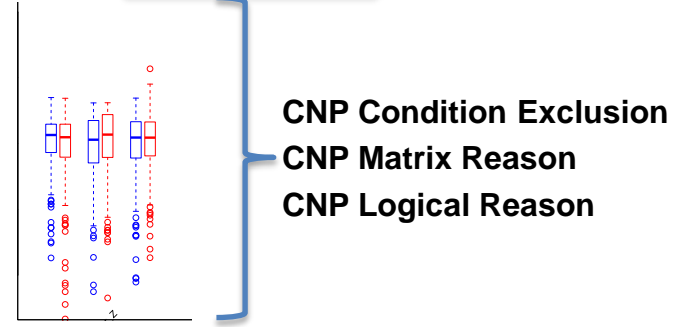 CNP Condition Exclusion
CNP Matrix Reason
CNP Logical Reason
z